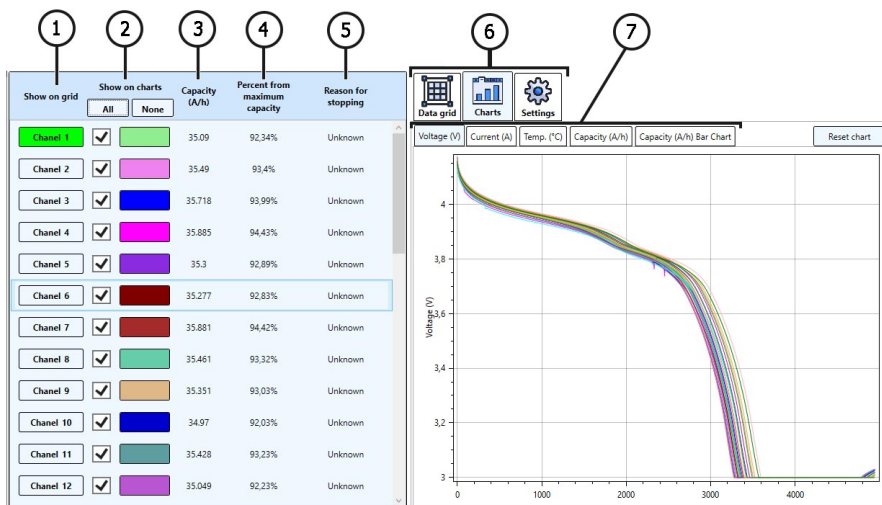 1 2 3 4 5 6 7
Show on grid
Show on charts
All None
Capacity
(A/h)
Percent from
maximum
capacity
Reason for
stopping
Chanel 1 35.09 92,34% Unknown
Chanel 2 35.49 93,4% Unknown
Chanel 3 35.718 93,99% Unknown
Chanel 4 35.885 94,43% Unknown
Chanel 5 35.3 92,89% Unknown
Chanel 6 35.277 92,83% Unknown
Chanel 7 35.881 94,42% Unknown
Chanel 8 35.461 93,32% Unknown
Chanel 9 35.351 93,03% Unknown
Chanel 10 34.97 92,03% Unknown
Chanel 11 35.428 93,23% Unknown
Chanel 12 35.049 92,23% Unknown
Data grid Charts Settings
Voltage (V) Current (A) Temp. (°C) Capacity (A/h) Capacity (A/h) Bar Chart Reset chart
Voltage (V)
4
3,8
3,6
3,4
3,2
3
0 1000 2000 3000 4000